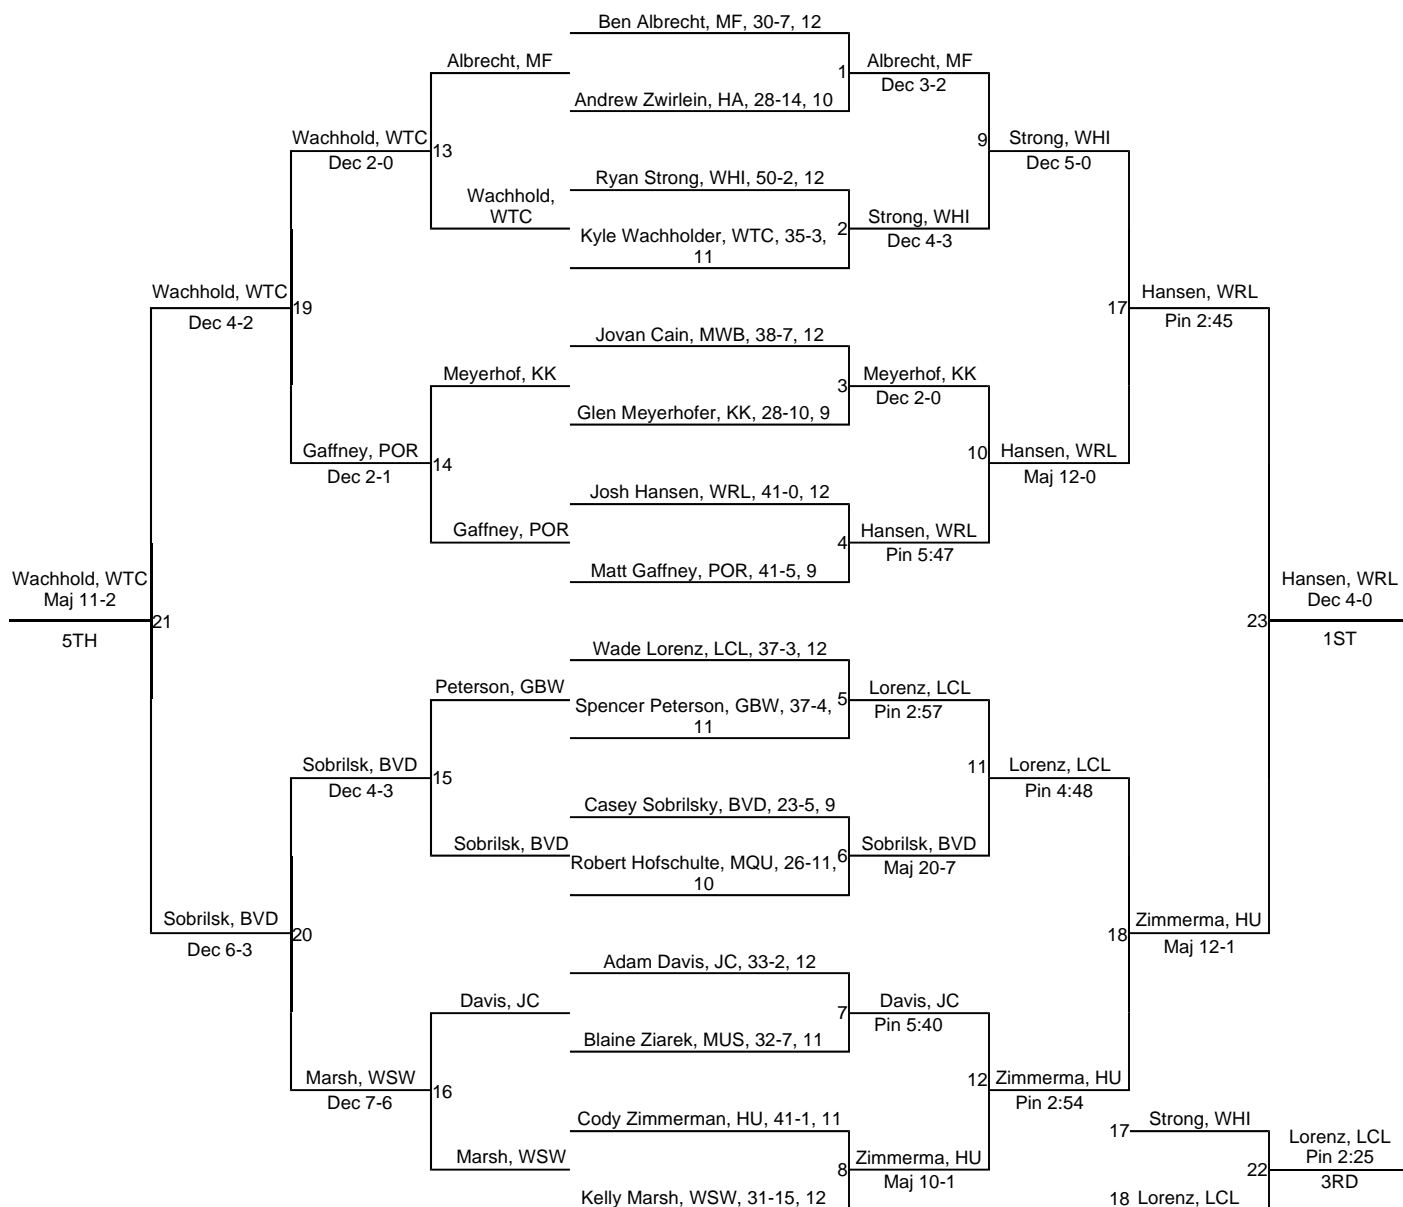 Ben Albrecht, MF, 30-7, 12
Albrecht, MF
1
Albrecht, MF
Dec 3-2
Andrew Zwirlein, HA, 28-14, 10
Wachhold, WTC
Dec 2-0
13
9
Strong, WHI
Dec 5-0
Ryan Strong, WHI, 50-2, 12
Wachhold,
WTC
2
Strong, WHI
Dec 4-3
Kyle Wachholder, WTC, 35-3,
11
Wachhold, WTC
Dec 4-2
19
17
Hansen, WRL
Pin 2:45
Jovan Cain, MWB, 38-7, 12
Meyerhof, KK
3
Meyerhof, KK
Dec 2-0
Glen Meyerhofer, KK, 28-10, 9
Gaffney, POR
Dec 2-1
14
10
Hansen, WRL
Maj 12-0
Josh Hansen, WRL, 41-0, 12
Gaffney, POR
4
Hansen, WRL
Pin 5:47
Matt Gaffney, POR, 41-5, 9
Wachhold, WTC
Maj 11-2
5TH
21
23
Hansen, WRL
Dec 4-0
1ST
Wade Lorenz, LCL, 37-3, 12
Peterson, GBW
5
Lorenz, LCL
Pin 2:57
Spencer Peterson, GBW, 37-4,
11
Sobrilsk, BVD
Dec 4-3
15
11
Lorenz, LCL
Pin 4:48
Casey Sobrilsky, BVD, 23-5, 9
Sobrilsk, BVD
6
Sobrilsk, BVD
Maj 20-7
Robert Hofschulte, MQU, 26-11,
10
Sobrilsk, BVD
Dec 6-3
20
18
Zimmerma, HU
Maj 12-1
Adam Davis, JC, 33-2, 12
Davis, JC
7
Davis, JC
Pin 5:40
Blaine Ziarek, MUS, 32-7, 11
Marsh, WSW
Dec 7-6
16
12
Zimmerma, HU
Pin 2:54
Cody Zimmerman, HU, 41-1, 11
Marsh, WSW
8
Zimmerma, HU
Maj 10-1
Kelly Marsh, WSW, 31-15, 12
17
Strong, WHI
22
Lorenz, LCL
Pin 2:25
3RD
18
Lorenz, LCL